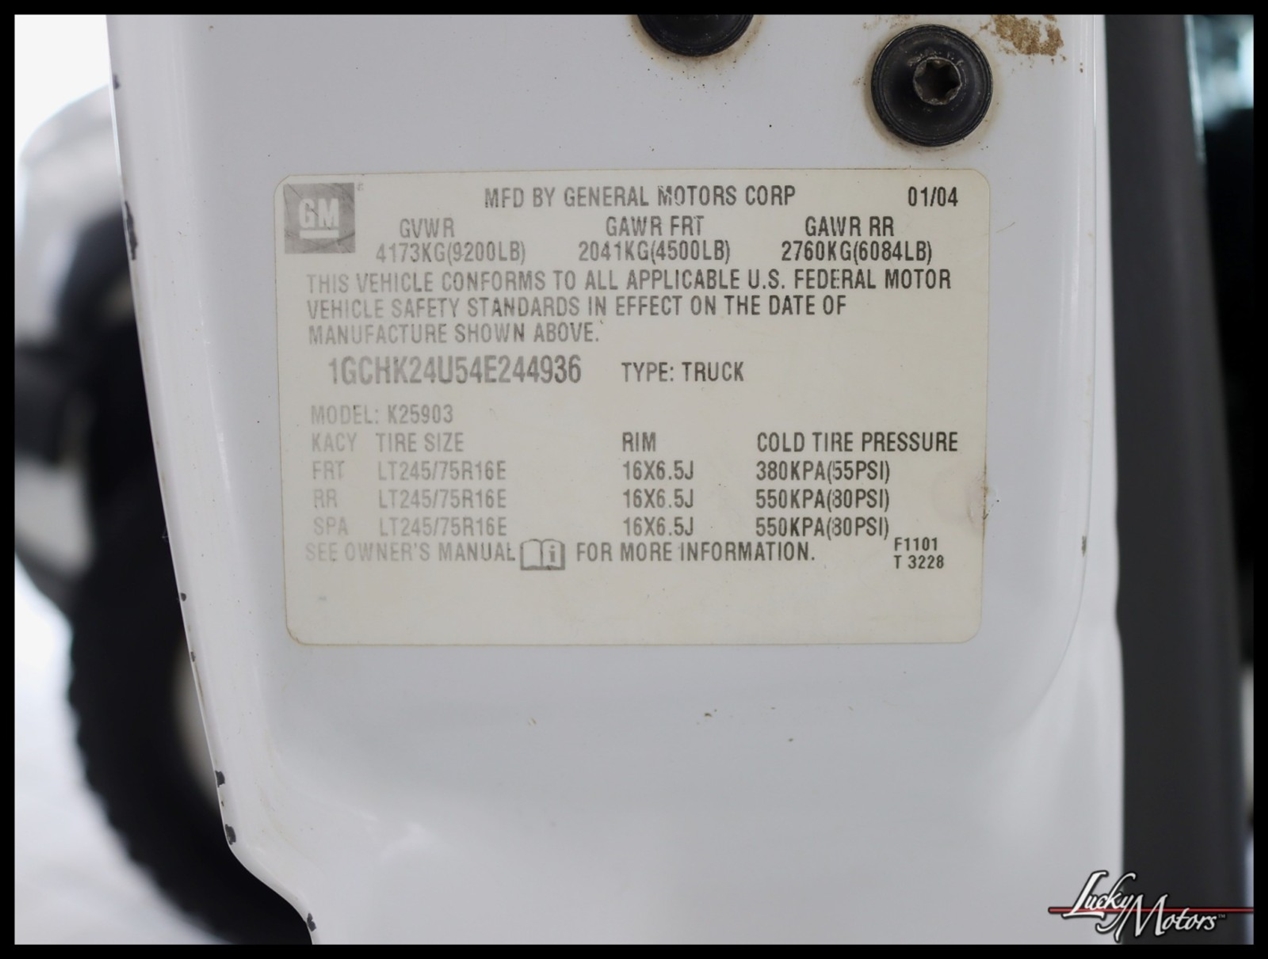 GM
MFD BY GENERAL MOTORS CORP 01/04
GVWR GAWR FRT GAWR RR
4173KG(9200LB) 2041KG(4500LB) 2760KG(6084LB)
THIS VEHICLE CONFORMS TO ALL APPLICABLE U.S. FEDERAL MOTOR
VEHICLE SAFETY STANDARDS IN EFFECT ON THE DATE OF
MANUFACTURE SHOWN ABOVE.
1GCHK24U54E244936 TYPE: TRUCK
MODEL: K25903
KACY TIRE SIZE RIM COLD TIRE PRESSURE
FRT LT245/75R16E 16X6.5J 380KPA(55PSI)
RR LT245/75R16E 16X6.5J 550KPA(80PSI)
SPA LT245/75R16E 16X6.5J 550KPA(80PSI)
SEE OWNER'S MANUAL i FOR MORE INFORMATION.
F1101
T 3228
Lucky Motors